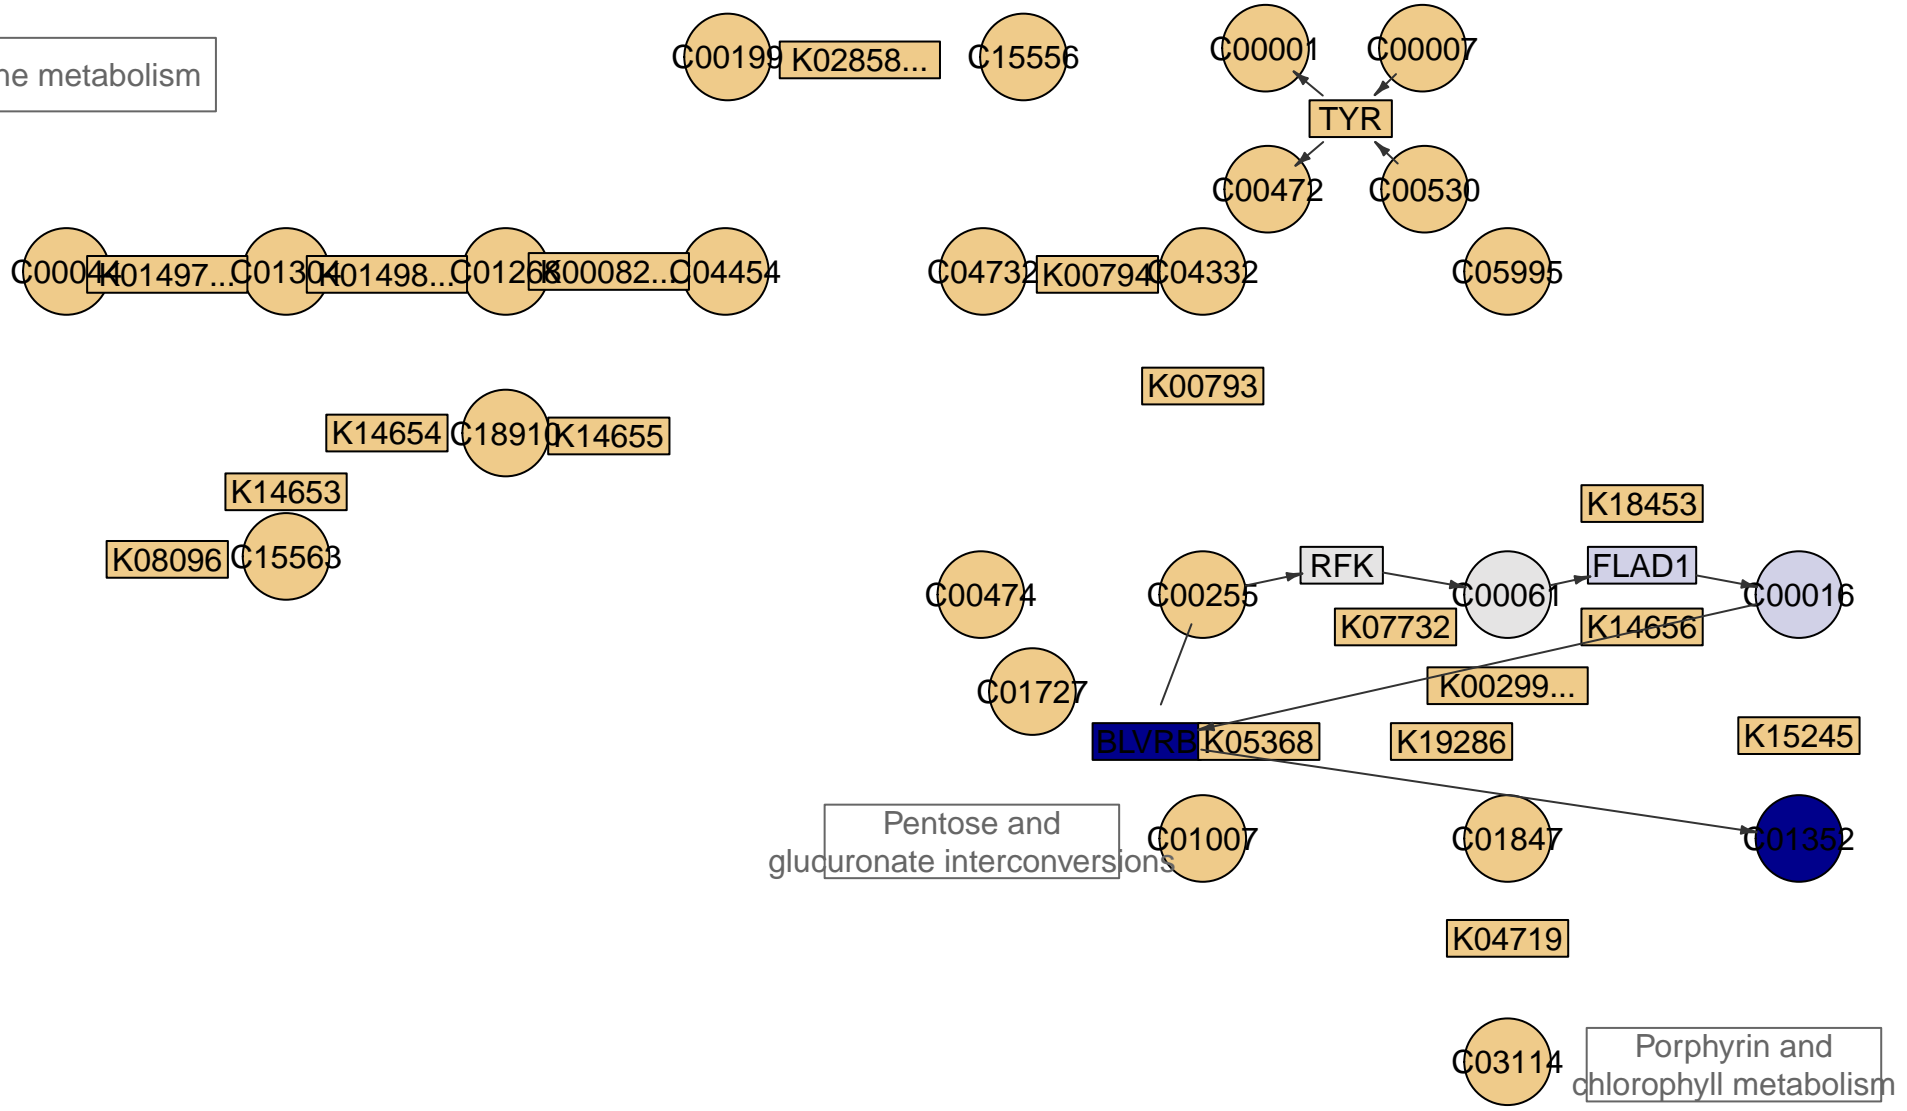 C00199
K02858...
C15556
C00001
C00007
ne metabolism
TYR
C00472
C00530
C00044
K01497...
C01304
K01498...
C01268
K00082...
C04454
C04732
K00794
C04332
C05995
K00793
K14654
C18910
K14655
K14653
K08096
C15563
K18453
C00474
C00255
RFK
C00061
FLAD1
C00016
K07732
K14656
C01727
K00299...
BLVRB
K05368
K19286
K15245
Pentose and
glucuronate interconversions
C01007
C01847
C01352
K04719
C03114
Porphyrin and
chlorophyll metabolism